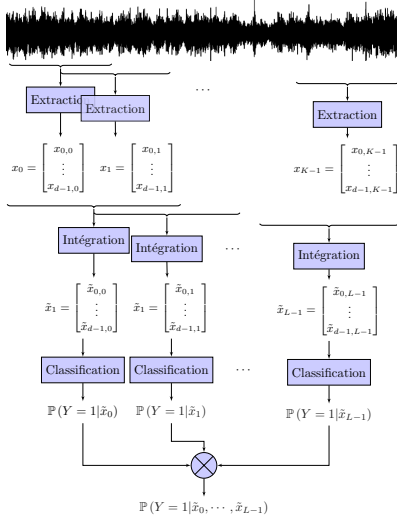 Extraction
Extraction
⋯
Extraction
x_0 = [x_{0,0} ⋮ x_{d−1,0}]
x_1 = [x_{0,1} ⋮ x_{d−1,1}]
x_{K−1} = [x_{0,K−1} ⋮ x_{d−1,K−1}]
Intégration
Intégration
⋯
Intégration
x̃_1 = [x̃_{0,0} ⋮ x̃_{d−1,0}]
x̃_1 = [x̃_{0,1} ⋮ x̃_{d−1,1}]
x̃_{L−1} = [x̃_{0,L−1} ⋮ x̃_{d−1,L−1}]
Classification
Classification
⋯
Classification
ℙ(Y = 1|x̃_0)
ℙ(Y = 1|x̃_1)
ℙ(Y = 1|x̃_{L−1})
ℙ(Y = 1|x̃_0, ⋯ , x̃_{L−1})